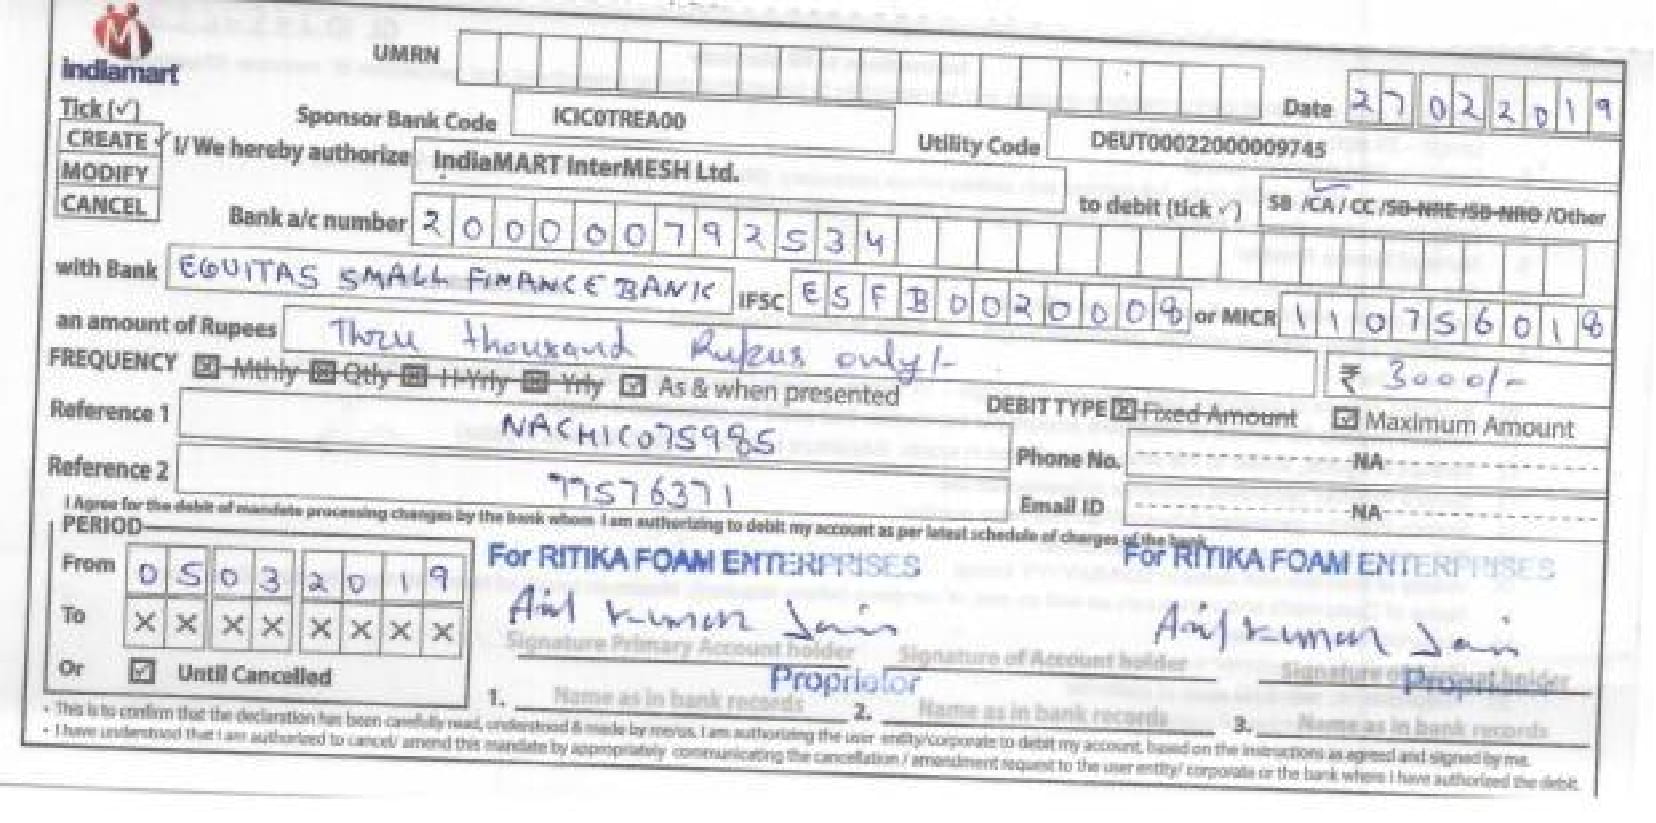 indiamart
UMRN
Date 27022019
Tick (✓)
Sponsor Bank Code ICIC0TREA00 Utility Code DEUT00022000009745
CREATE ✓ I/We hereby authorize IndiaMART InterMESH Ltd. to debit (tick ✓) SB /CA / CC /SB-NRE /SB-NRO /Other
MODIFY
CANCEL
Bank a/c number 200000792534
with Bank EQUITAS SMALL FINANCE BANK IFSC ESFB0020008 or MICR 110756018
an amount of Rupees Three thousand Rupees only/- ₹ 3000/-
FREQUENCY Mthly Qtly H-Yrly Yrly As & when presented DEBIT TYPE Fixed Amount Maximum Amount
Reference 1 NACHIC075985 Phone No. NA
Reference 2 77576371 Email ID NA
I Agree for the debit of mandate processing charges by the bank whom I am authorizing to debit my account as per latest schedule of charges of the bank
PERIOD
From 05032019
To XXXXXXXX
Or Until Cancelled
For RITIKA FOAM ENTERPRISES For RITIKA FOAM ENTERPRISES
Anil Kumar Jain Anil Kumar Jain
Signature Primary Account holder Signature of Account holder Signature of Account holder
Proprietor Proprietor
1. Name as in bank records 2. Name as in bank records 3. Name as in bank records
• This is to confirm that the declaration has been carefully read, understood & made by me/us. I am authorizing the user entity/corporate to debit my account, based on the instructions as agreed and signed by me.
• I have understood that I am authorized to cancel/ amend this mandate by appropriately communicating the cancellation / amendment request to the user entity/ corporate or the bank where I have authorized the debit.